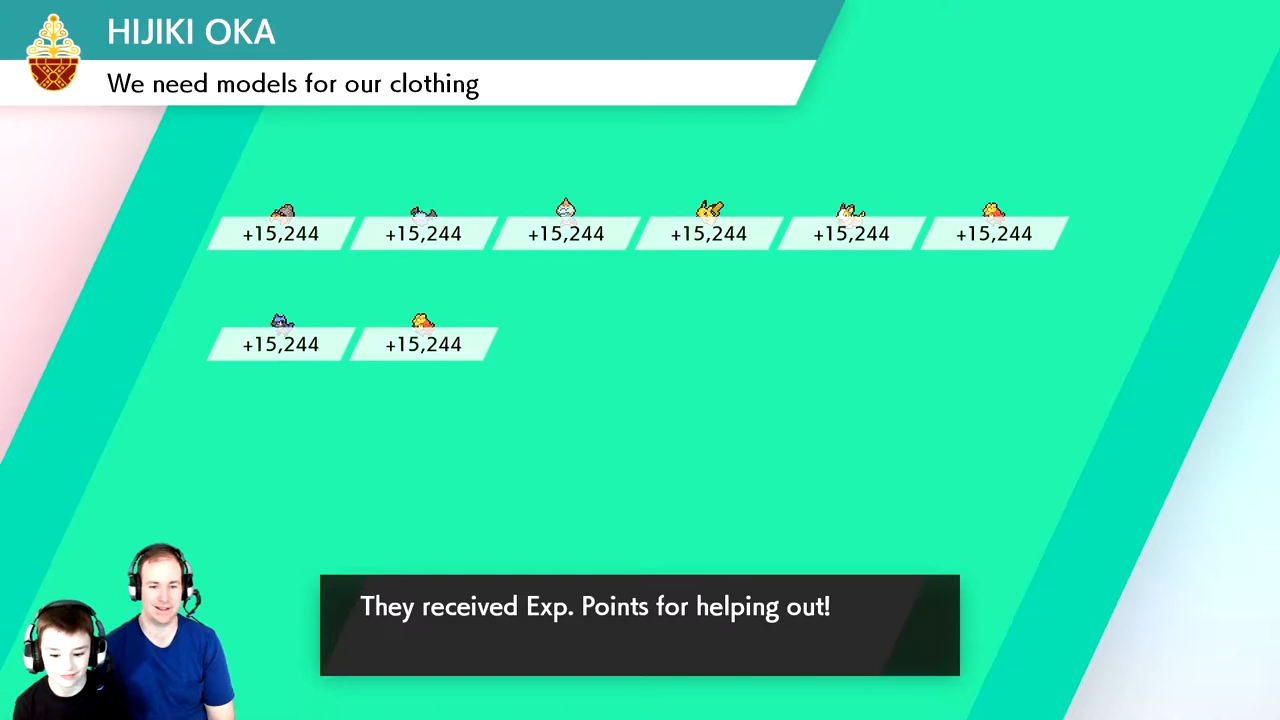 HIJIKI OKA
We need models for our clothing
+15,244 +15,244 +15,244 +15,244 +15,244 +15,244
+15,244 +15,244
They received Exp. Points for helping out!